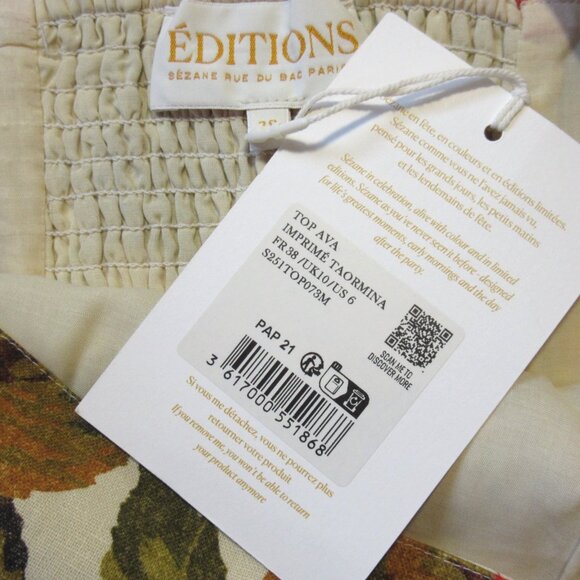 ÉDITIONS
SÉZANE RUE DU BAC PARIS
38
Sézane en fête, en couleurs et en éditions limitées.
Sézane comme vous ne l'avez jamais vu,
pensé pour les grands jours, les petits matins
et les lendemains de fête.
Sézane in celebration, alive with colour and in limited
editions. Sézane as you've never seen it before - designed
for life's greatest moments, early mornings and the day
after the party.
TOP AVA
IMPRIMÉ TAORMINA
FR 38 /UK10/US 6
S251TOP073M
SCAN ME TO
DISCOVER MORE
PAP 21
3 617000 551868
Si vous me détachez, vous ne pourrez plus
retourner votre produit
If you remove me, you won't be able to return
your product anymore